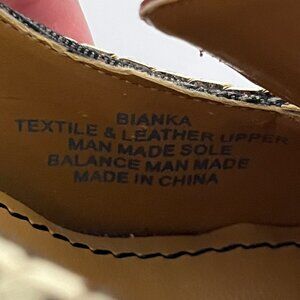 BIANKA
TEXTILE & LEATHER UPPER
MAN MADE SOLE
BALANCE MAN MADE
MADE IN CHINA